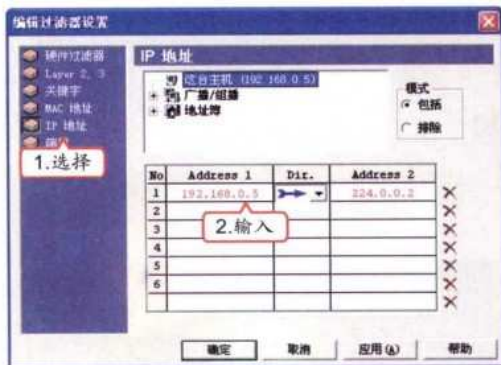 编辑过滤器设置
硬件过滤器
Layer 2, 3
关键字
MAC 地址
IP 地址
1.选择
IP 地址
这台主机 (192.168.0.5)
广播/组播
地址簿
模式
包括
排除
No Address 1 Dir. Address 2
1 192.168.0.5 224.0.0.2
2
2.输入
3
4
5
6
确定 取消 应用(A) 帮助